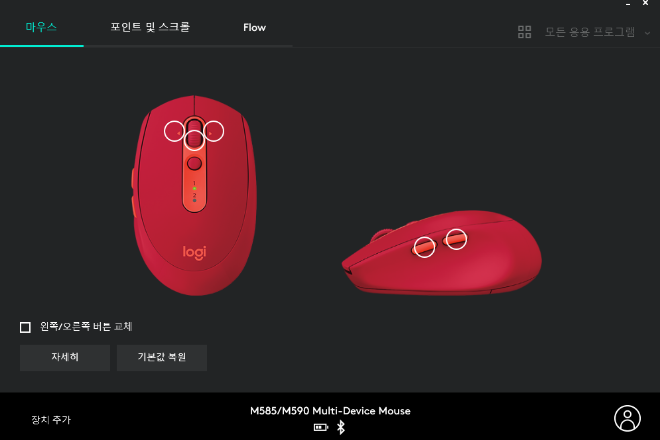 마우스
포인트 및 스크롤
Flow
모든 응용 프로그램
1
2
logi
왼쪽/오른쪽 버튼 교체
자세히
기본값 복원
장치 추가
M585/M590 Multi-Device Mouse